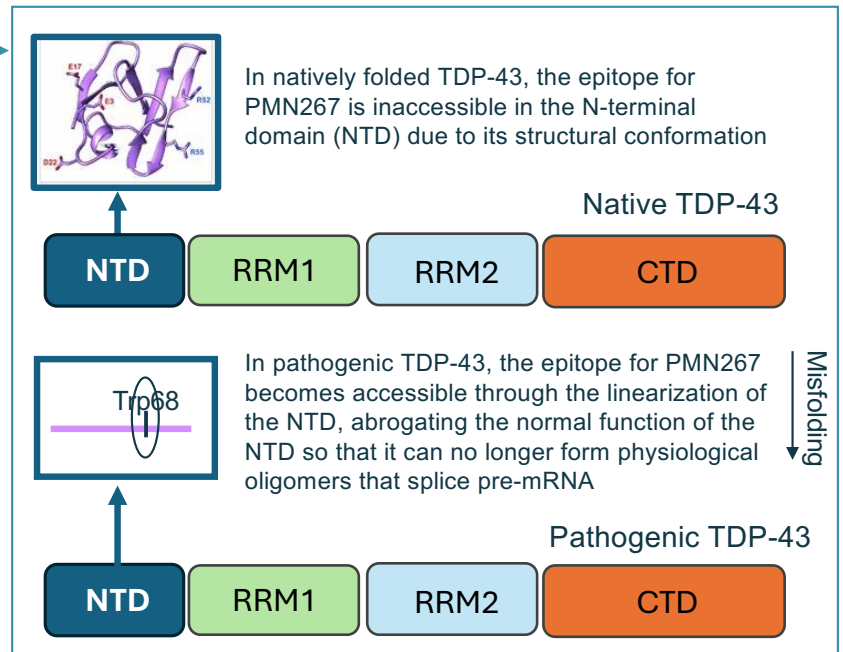 E17
E3
R52
R55
D22
In natively folded TDP-43, the epitope for
PMN267 is inaccessible in the N-terminal
domain (NTD) due to its structural conformation
Native TDP-43
NTD RRM1 RRM2 CTD
Trp68
In pathogenic TDP-43, the epitope for PMN267
becomes accessible through the linearization of
the NTD, abrogating the normal function of the
NTD so that it can no longer form physiological
oligomers that splice pre-mRNA
Misfolding
Pathogenic TDP-43
NTD RRM1 RRM2 CTD